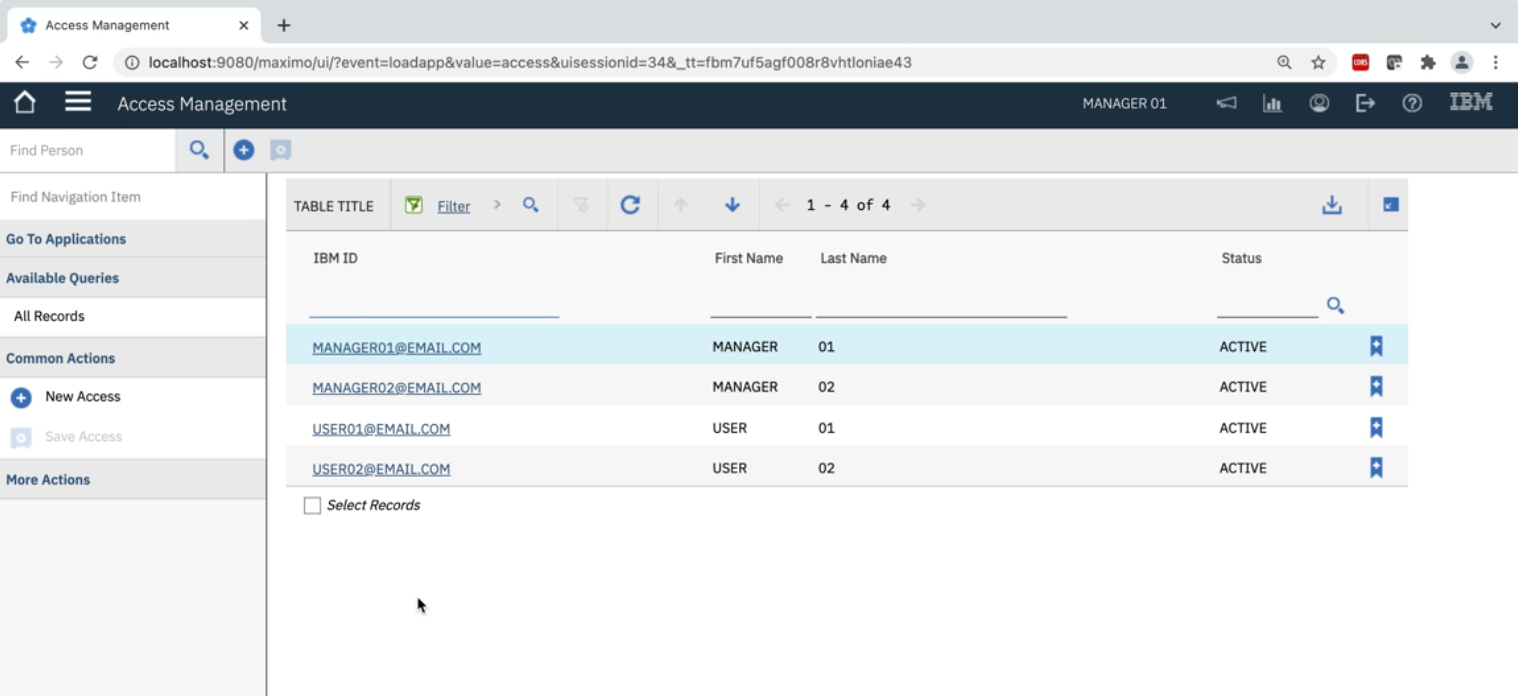 Access Management
localhost:9080/maximo/ui/?event=loadapp&value=access&uisessionid=34&_tt=fbm7uf5agf008r8vhtloniae43
CORS
Access Management
MANAGER 01
IBM
Find Person
Find Navigation Item
Go To Applications
Available Queries
All Records
Common Actions
New Access
Save Access
More Actions
TABLE TITLE Filter 1 - 4 of 4
IBM ID First Name Last Name Status
MANAGER01@EMAIL.COM MANAGER 01 ACTIVE
MANAGER02@EMAIL.COM MANAGER 02 ACTIVE
USER01@EMAIL.COM USER 01 ACTIVE
USER02@EMAIL.COM USER 02 ACTIVE
Select Records